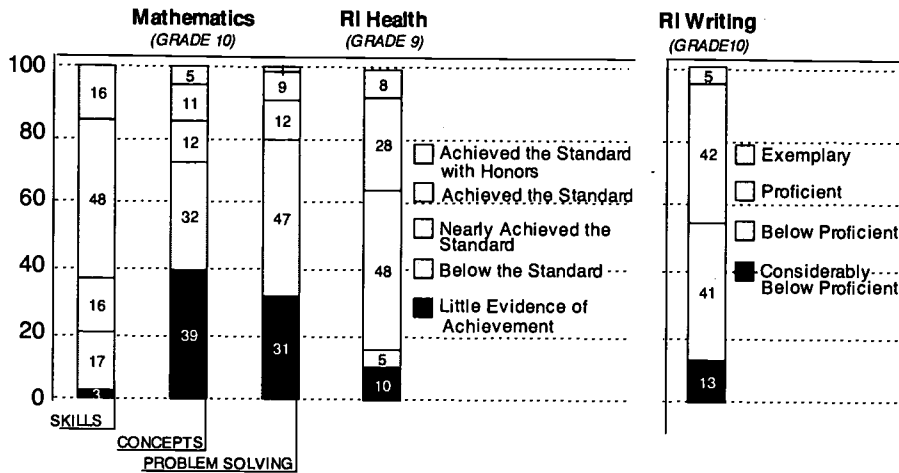 Mathematics
(GRADE 10)
RI Health
(GRADE 9)
RI Writing
(GRADE10)
100
80
60
40
20
0
16
48
16
17
3
5
11
12
32
39
1
9
12
47
31
8
28
48
5
10
5
42
41
13
Achieved the Standard
with Honors
Achieved the Standard
Nearly Achieved the
Standard
Below the Standard
Little Evidence of
Achievement
Exemplary
Proficient
Below Proficient
Considerably
Below Proficient
SKILLS
CONCEPTS
PROBLEM SOLVING